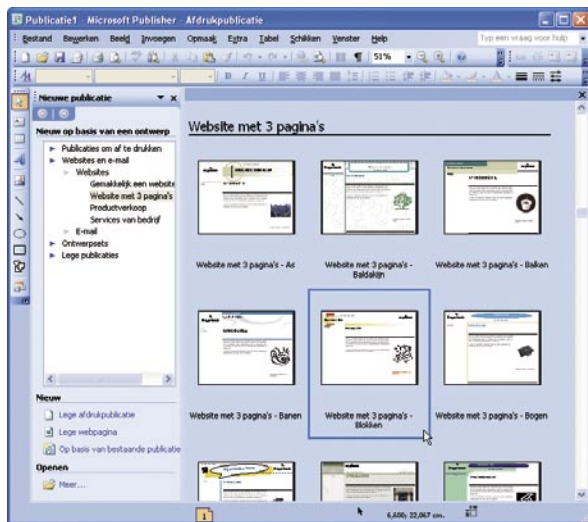 Publicatie1 - Microsoft Publisher - Afdrukpublicatie
Bestand Bewerken Beeld Invoegen Opmaak Extra Tabel Schikken Venster Help Typ een vraag voor hulp
51%
Nieuwe publicatie
Nieuw op basis van een ontwerp
Publicaties om af te drukken
Websites en e-mail
Websites
Gemakkelijk een website
Website met 3 pagina's
Productverkoop
Services van bedrijf
E-mail
Ontwerpsets
Lege publicaties
Nieuw
Lege afdrukpublicatie
Lege webpagina
Op basis van bestaande publicatie
Openen
Meer...
Website met 3 pagina's
Website met 3 pagina's - As
Website met 3 pagina's -
Baldakijn
Website met 3 pagina's - Balken
Website met 3 pagina's - Banen
Website met 3 pagina's -
Blokken
Website met 3 pagina's - Bogen
6,600; 22,067 cm.